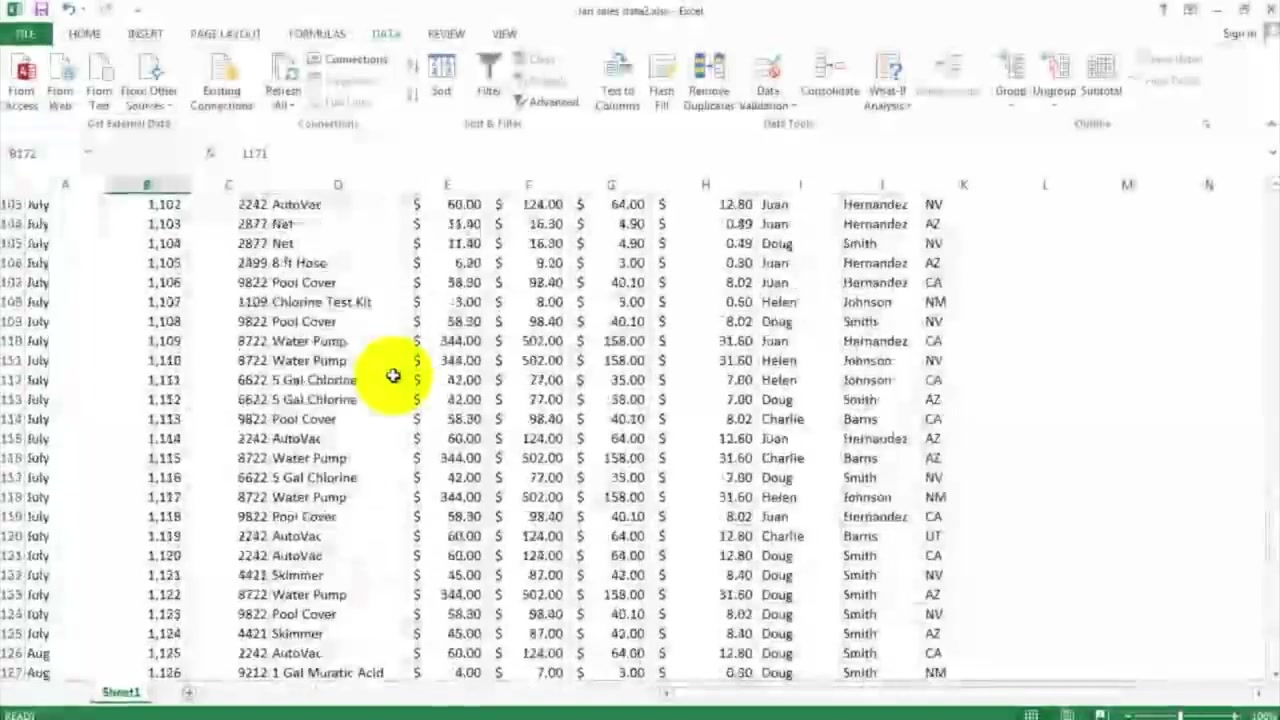 Jan sales data2.xlsx - Excel
FILE HOME INSERT PAGE LAYOUT FORMULAS DATA REVIEW VIEW Sign in
From Access From Web From Text From Other Sources Existing Connections Refresh All Connections Sort Filter Clear Advanced Text to Columns Flash Fill Remove Duplicates Data Validation Consolidate What-If Analysis Group Ungroup Subtotal
Get External Data Connections Sort & Filter Data Tools Outline
B172 fx 1171
A B C D E F G H I J K L M N
103 July 1,102 2242 AutoVac $ 60.00 $ 124.00 $ 64.00 $ 12.80 Juan Hernandez NV
104 July 1,103 2877 Net $ 11.40 $ 16.30 $ 4.90 $ 0.49 Juan Hernandez AZ
105 July 1,104 2877 Net $ 11.40 $ 16.30 $ 4.90 $ 0.49 Doug Smith NV
106 July 1,105 2499 8 ft Hose $ 6.20 $ 9.20 $ 3.00 $ 0.30 Juan Hernandez AZ
107 July 1,106 9822 Pool Cover $ 58.30 $ 98.40 $ 40.10 $ 8.02 Juan Hernandez CA
108 July 1,107 1109 Chlorine Test Kit $ 3.00 $ 8.00 $ 5.00 $ 0.50 Helen Johnson NM
109 July 1,108 9822 Pool Cover $ 58.30 $ 98.40 $ 40.10 $ 8.02 Doug Smith NV
110 July 1,109 8722 Water Pump $ 344.00 $ 502.00 $ 158.00 $ 31.60 Juan Hernandez CA
111 July 1,110 8722 Water Pump $ 344.00 $ 502.00 $ 158.00 $ 31.60 Helen Johnson NV
112 July 1,111 6622 5 Gal Chlorine $ 42.00 $ 77.00 $ 35.00 $ 7.00 Helen Johnson CA
113 July 1,112 6622 5 Gal Chlorine $ 42.00 $ 77.00 $ 35.00 $ 7.00 Doug Smith AZ
114 July 1,113 9822 Pool Cover $ 58.30 $ 98.40 $ 40.10 $ 8.02 Charlie Barns CA
115 July 1,114 2242 AutoVac $ 60.00 $ 124.00 $ 64.00 $ 12.80 Juan Hernandez AZ
116 July 1,115 8722 Water Pump $ 344.00 $ 502.00 $ 158.00 $ 31.60 Charlie Barns AZ
117 July 1,116 6622 5 Gal Chlorine $ 42.00 $ 77.00 $ 35.00 $ 7.00 Doug Smith NV
118 July 1,117 8722 Water Pump $ 344.00 $ 502.00 $ 158.00 $ 31.60 Helen Johnson NM
119 July 1,118 9822 Pool Cover $ 58.30 $ 98.40 $ 40.10 $ 8.02 Juan Hernandez CA
120 July 1,119 2242 AutoVac $ 60.00 $ 124.00 $ 64.00 $ 12.80 Charlie Barns UT
121 July 1,120 2242 AutoVac $ 60.00 $ 124.00 $ 64.00 $ 12.80 Doug Smith CA
122 July 1,121 4421 Skimmer $ 45.00 $ 87.00 $ 42.00 $ 8.40 Doug Smith NV
123 July 1,122 8722 Water Pump $ 344.00 $ 502.00 $ 158.00 $ 31.60 Doug Smith AZ
124 July 1,123 9822 Pool Cover $ 58.30 $ 98.40 $ 40.10 $ 8.02 Doug Smith NV
125 July 1,124 4421 Skimmer $ 45.00 $ 87.00 $ 42.00 $ 8.40 Doug Smith AZ
126 Aug 1,125 2242 AutoVac $ 60.00 $ 124.00 $ 64.00 $ 12.80 Doug Smith CA
127 Aug 1,126 9212 1 Gal Muratic Acid $ 4.00 $ 7.00 $ 3.00 $ 0.30 Doug Smith NM
Sheet1
READY 100%